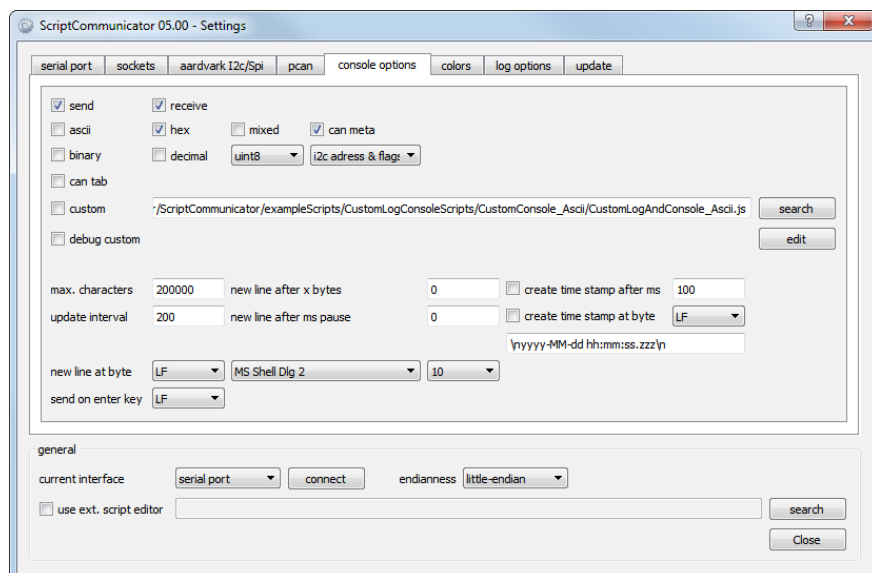 ScriptCommunicator 05.00 - Settings
serial port sockets aardvark I2c/Spi pcan console options colors log options update
send receive
ascii hex mixed can meta
binary decimal uint8 i2c adress & flag:
can tab
custom :/ScriptCommunicator/exampleScripts/CustomLogConsoleScripts/CustomConsole_Ascii/CustomLogAndConsole_Ascii.js search
debug custom edit
max. characters 200000 new line after x bytes 0 create time stamp after ms 100
update interval 200 new line after ms pause 0 create time stamp at byte LF
\nyyyy-MM-dd hh:mm:ss.zzz\n
new line at byte LF MS Shell Dlg 2 10
send on enter key LF
general
current interface serial port connect endianness little-endian
use ext. script editor search
Close